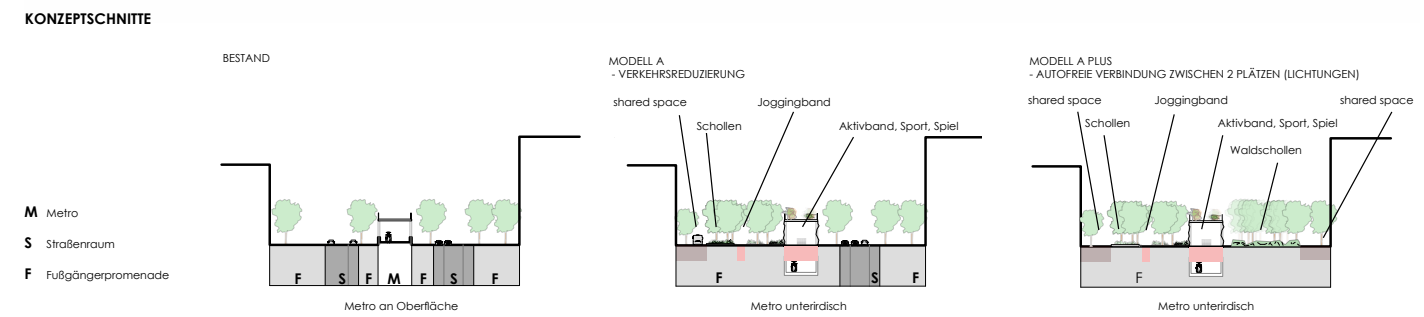 KONZEPTSCHNITTE
BESTAND
M Metro
S Straßenraum
F Fußgängerpromenade
F S F M F S F
Metro an Oberfläche
MODELL A
- VERKEHRSREDUZIERUNG
shared space
Joggingband
Schollen
Aktivband, Sport, Spiel
F S F
Metro unterirdisch
MODELL A PLUS
- AUTOFREIE VERBINDUNG ZWISCHEN 2 PLÄTZEN (LICHTUNGEN)
shared space
Joggingband
shared space
Schollen
Aktivband, Sport, Spiel
Waldschollen
F
Metro unterirdisch